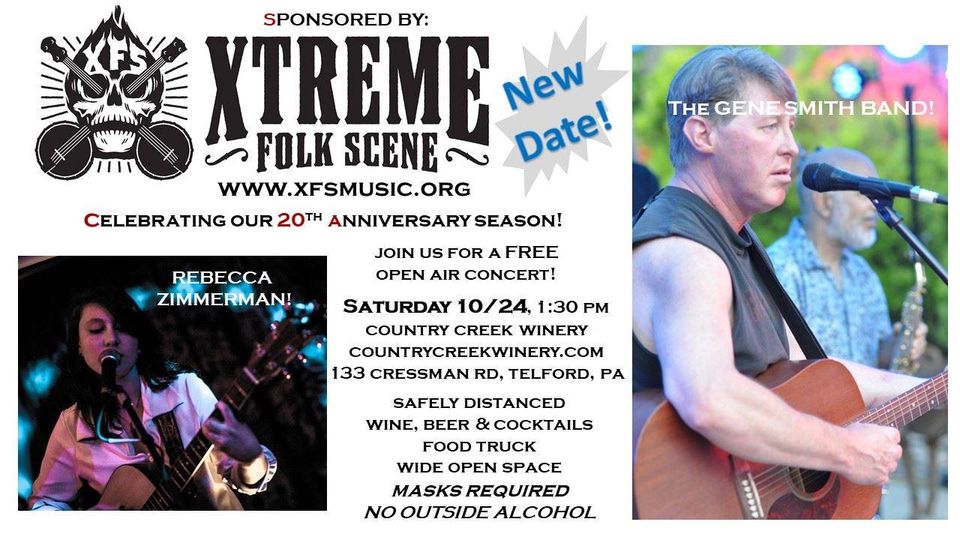 SPONSORED BY:
XFS
XTREME
FOLK SCENE
WWW.XFSMUSIC.ORG
New
Date!
CELEBRATING OUR 20TH ANNIVERSARY SEASON!
The GENE SMITH BAND!
REBECCA
ZIMMERMAN!
JOIN US FOR A FREE
OPEN AIR CONCERT!
SATURDAY 10/24, 1:30 PM
COUNTRY CREEK WINERY
COUNTRYCREEKWINERY.COM
133 CRESSMAN RD, TELFORD, PA
SAFELY DISTANCED
WINE, BEER & COCKTAILS
FOOD TRUCK
WIDE OPEN SPACE
MASKS REQUIRED
NO OUTSIDE ALCOHOL